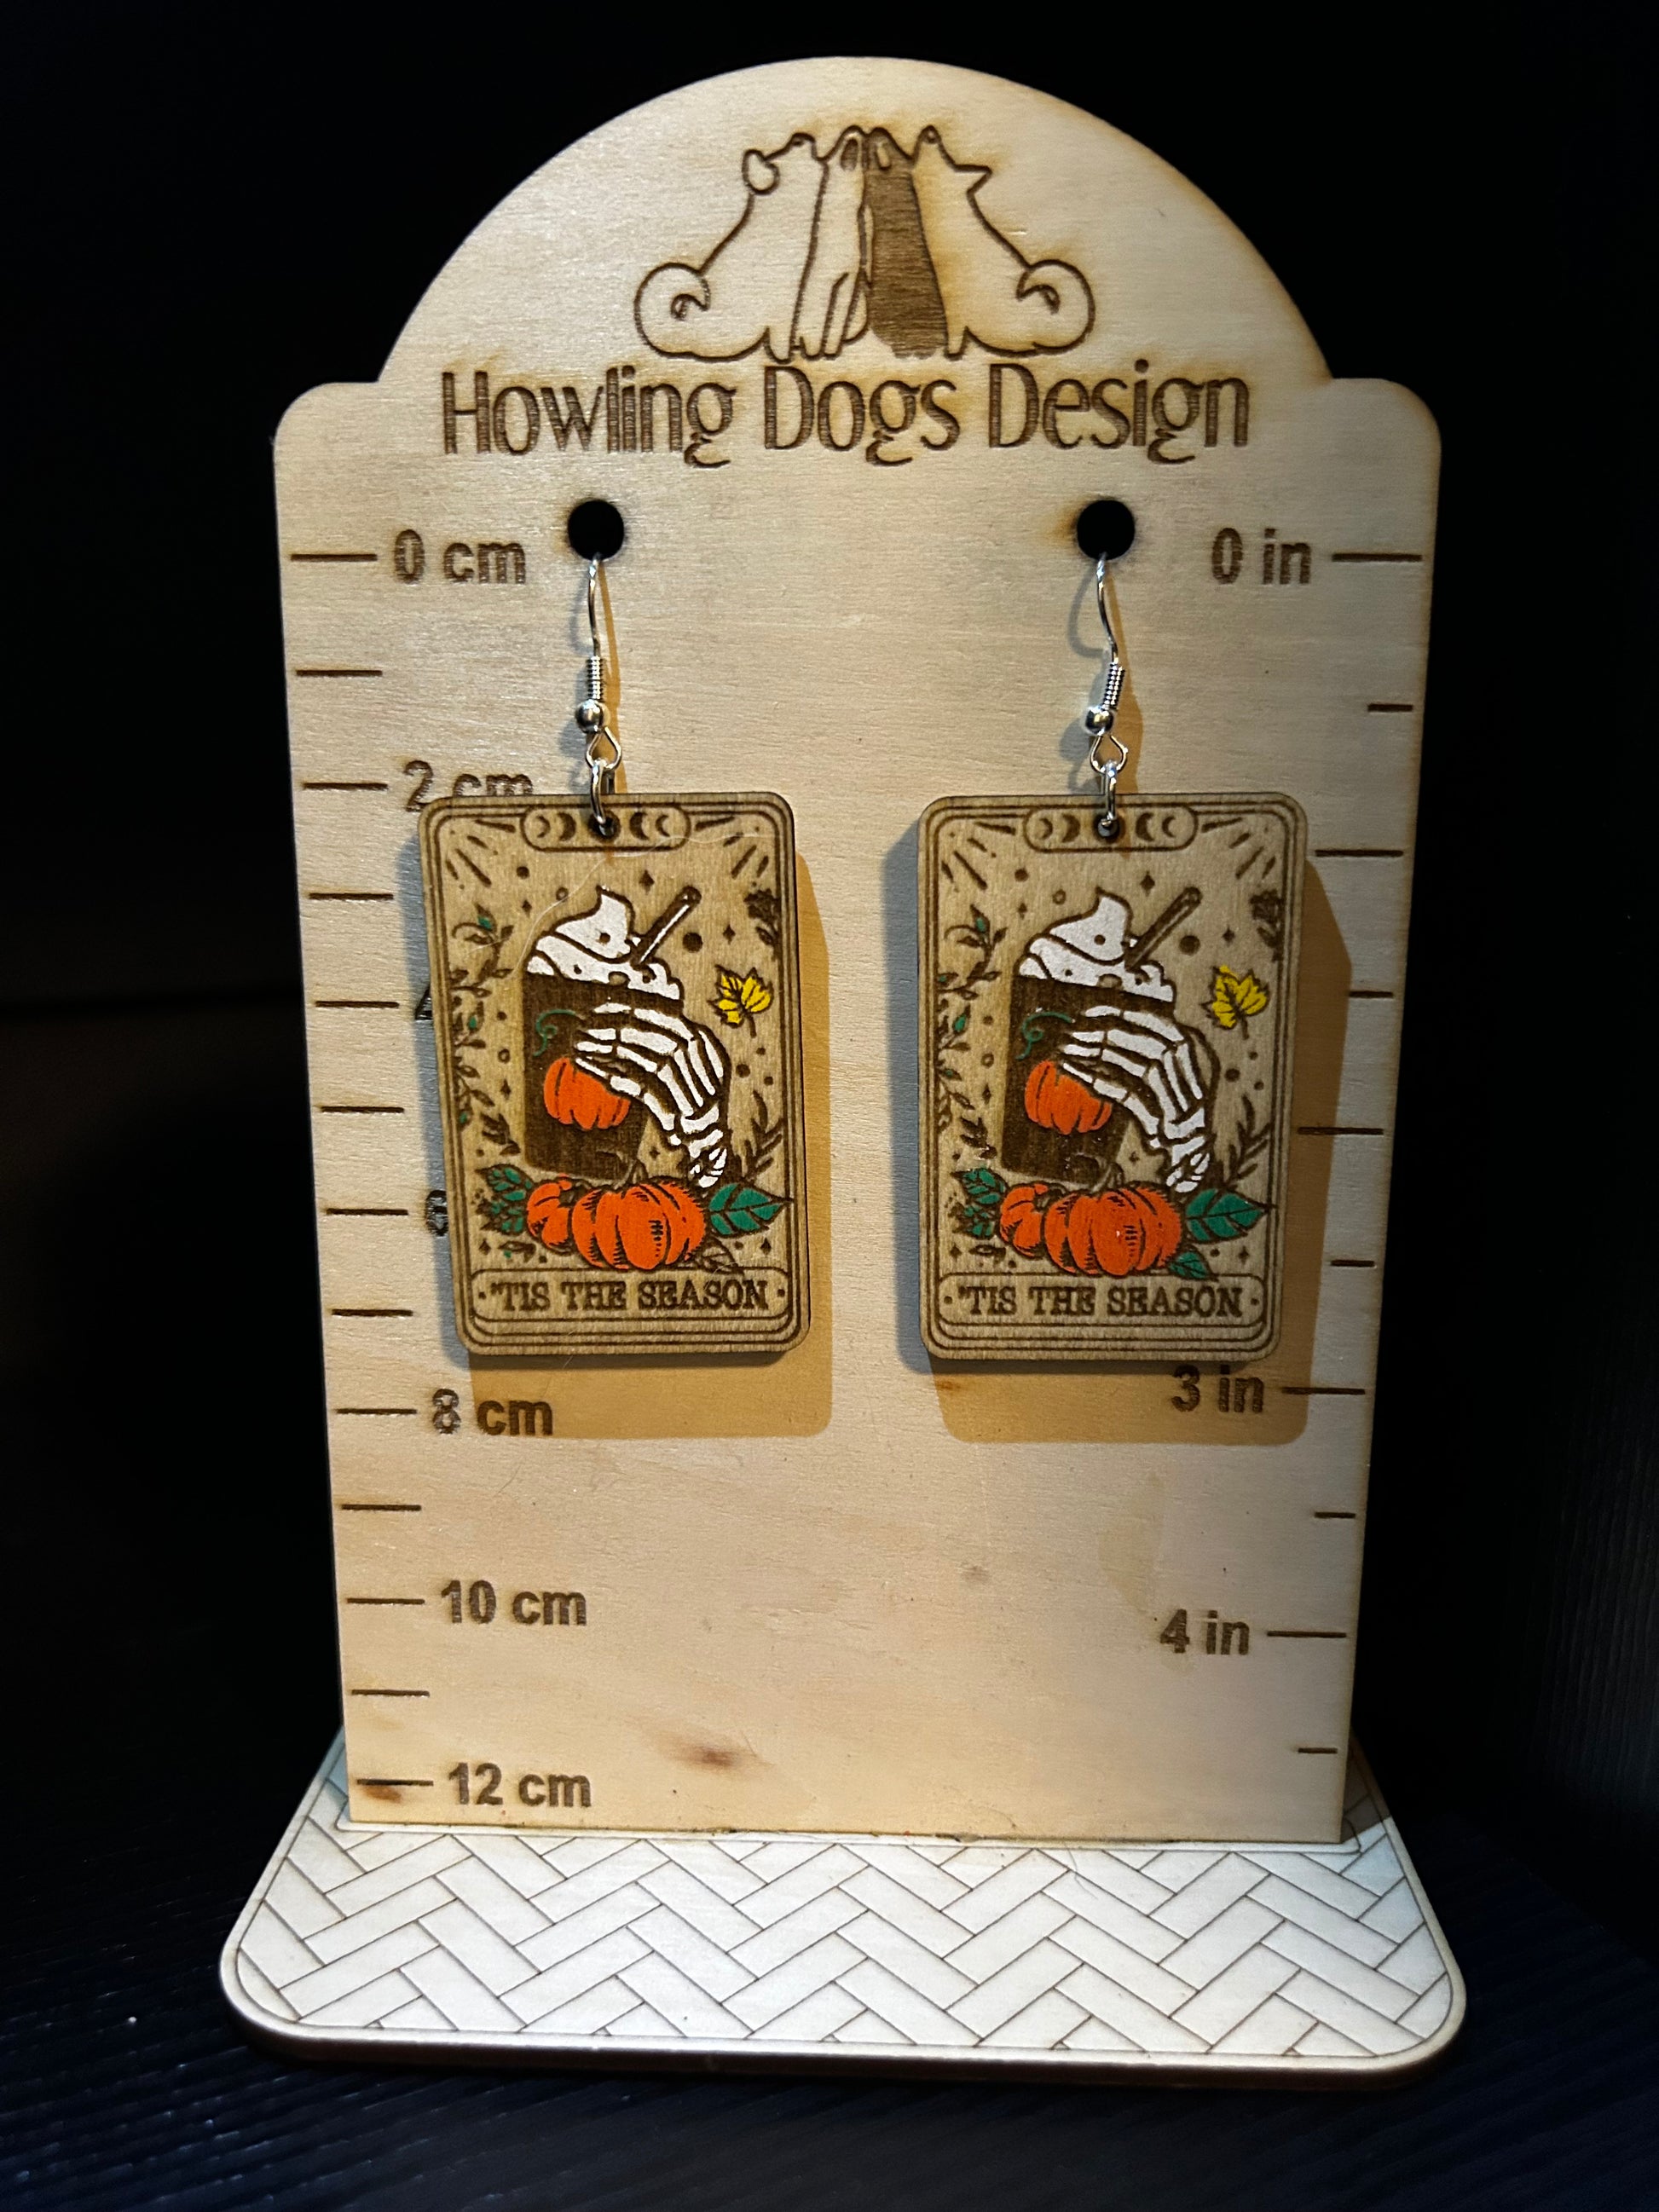 Howling Dogs Design
0 cm
0 in
2 cm
'TIS THE SEASON
'TIS THE SEASON
3 in
8 cm
10 cm
4 in
12 cm